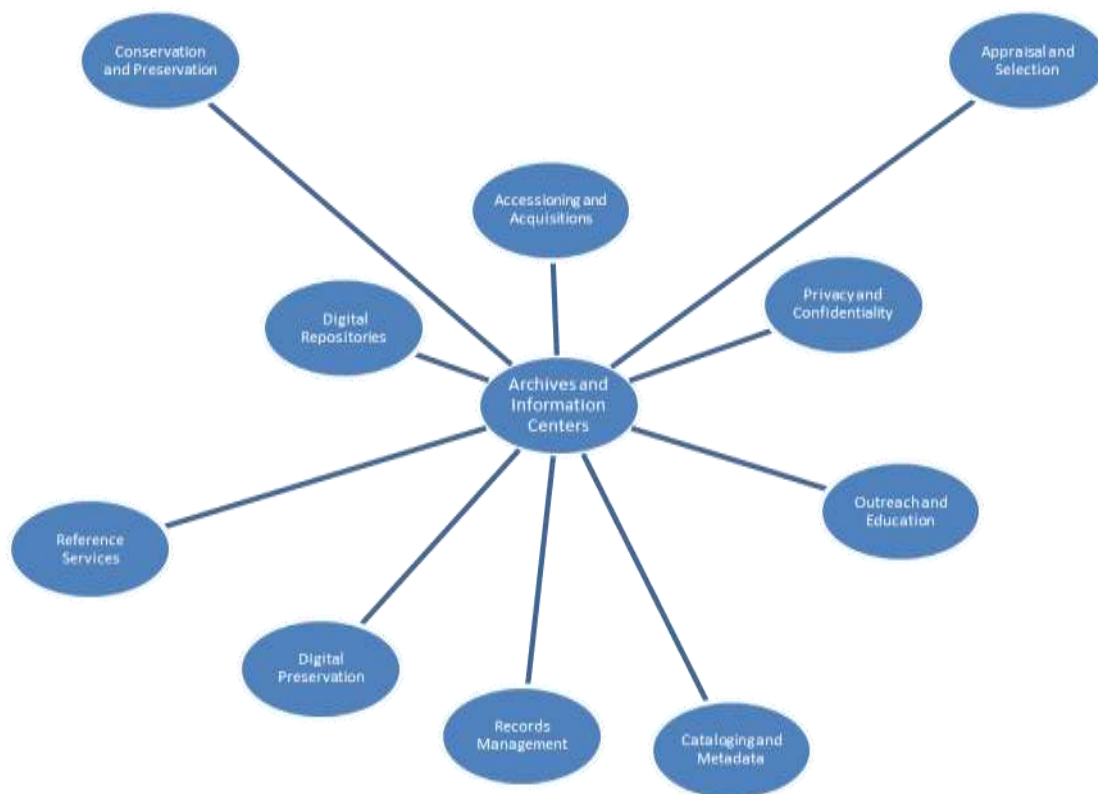 Conservation
and Preservation
Appraisal and
Selection
Accessioning and
Acquisitions
Privacy and
Confidentiality
Digital
Repositories
Archives and
Information
Centers
Outreach and
Education
Reference
Services
Digital
Preservation
Records
Management
Cataloging and
Metadata